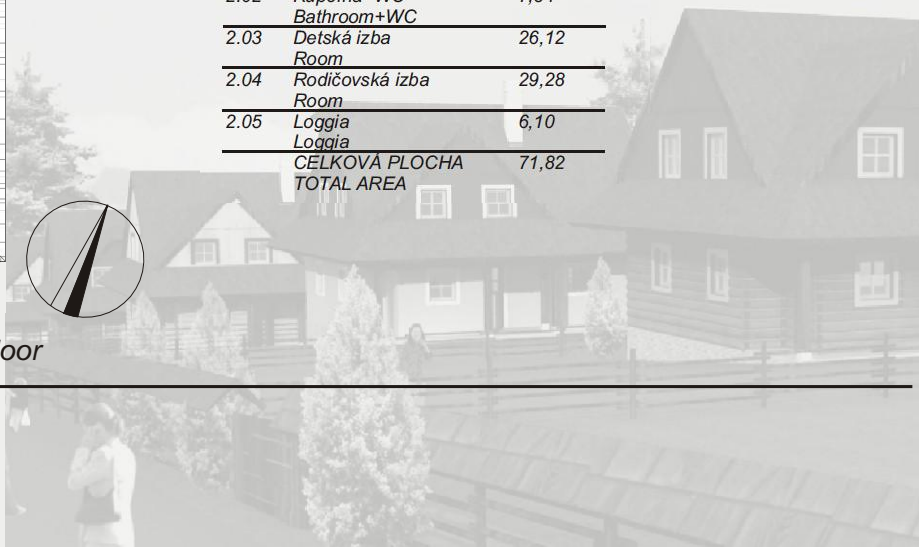 Bathroom+WC
2.03 Detská izba 26,12
Room
2.04 Rodičovská izba 29,28
Room
2.05 Loggia 6,10
Loggia
CELKOVÁ PLOCHA 71,82
TOTAL AREA
oor